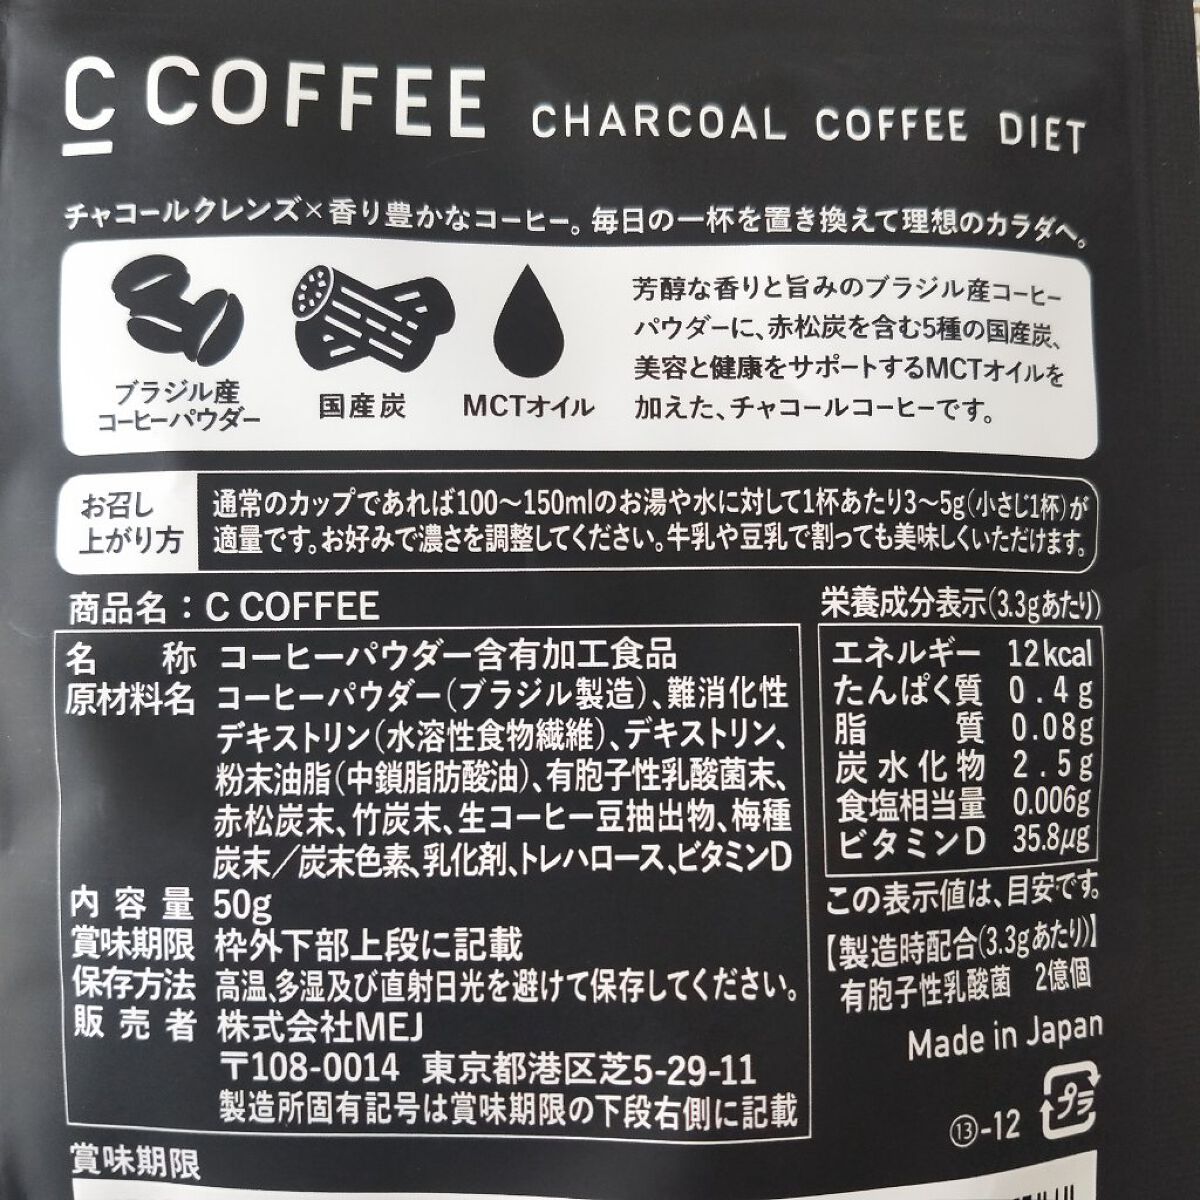 C COFFEE CHARCOAL COFFEE DIET
チャコールクレンズ×香り豊かなコーヒー。毎日の一杯を置き換えて理想のカラダへ。
ブラジル産
コーヒーパウダー
国産炭
MCTオイル
芳醇な香りと旨みのブラジル産コーヒー
パウダーに、赤松炭を含む5種の国産炭、
美容と健康をサポートするMCTオイルを
加えた、チャコールコーヒーです。
お召し
上がり方
通常のカップであれば100〜150mlのお湯や水に対して1杯あたり3〜5g(小さじ1杯)が
適量です。お好みで濃さを調整してください。牛乳や豆乳で割っても美味しくいただけます。
商品名：C COFFEE
名称 コーヒーパウダー含有加工食品
原材料名 コーヒーパウダー(ブラジル製造)、難消化性
デキストリン(水溶性食物繊維)、デキストリン、
粉末油脂(中鎖脂肪酸油)、有胞子性乳酸菌末、
赤松炭末、竹炭末、生コーヒー豆抽出物、梅種
炭末／炭末色素、乳化剤、トレハロース、ビタミンD
内容量 50g
賞味期限 枠外下部上段に記載
保存方法 高温、多湿及び直射日光を避けて保存してください。
販売者 株式会社MEJ
〒108-0014 東京都港区芝5-29-11
製造所固有記号は賞味期限の下段右側に記載
栄養成分表示(3.3gあたり)
エネルギー 12kcal
たんぱく質 0.4g
脂質 0.08g
炭水化物 2.5g
食塩相当量 0.006g
ビタミンD 35.8μg
この表示値は、目安です。
【製造時配合(3.3gあたり)】
有胞子性乳酸菌 2億個
Made in Japan
プラ
⑬-12
賞味期限